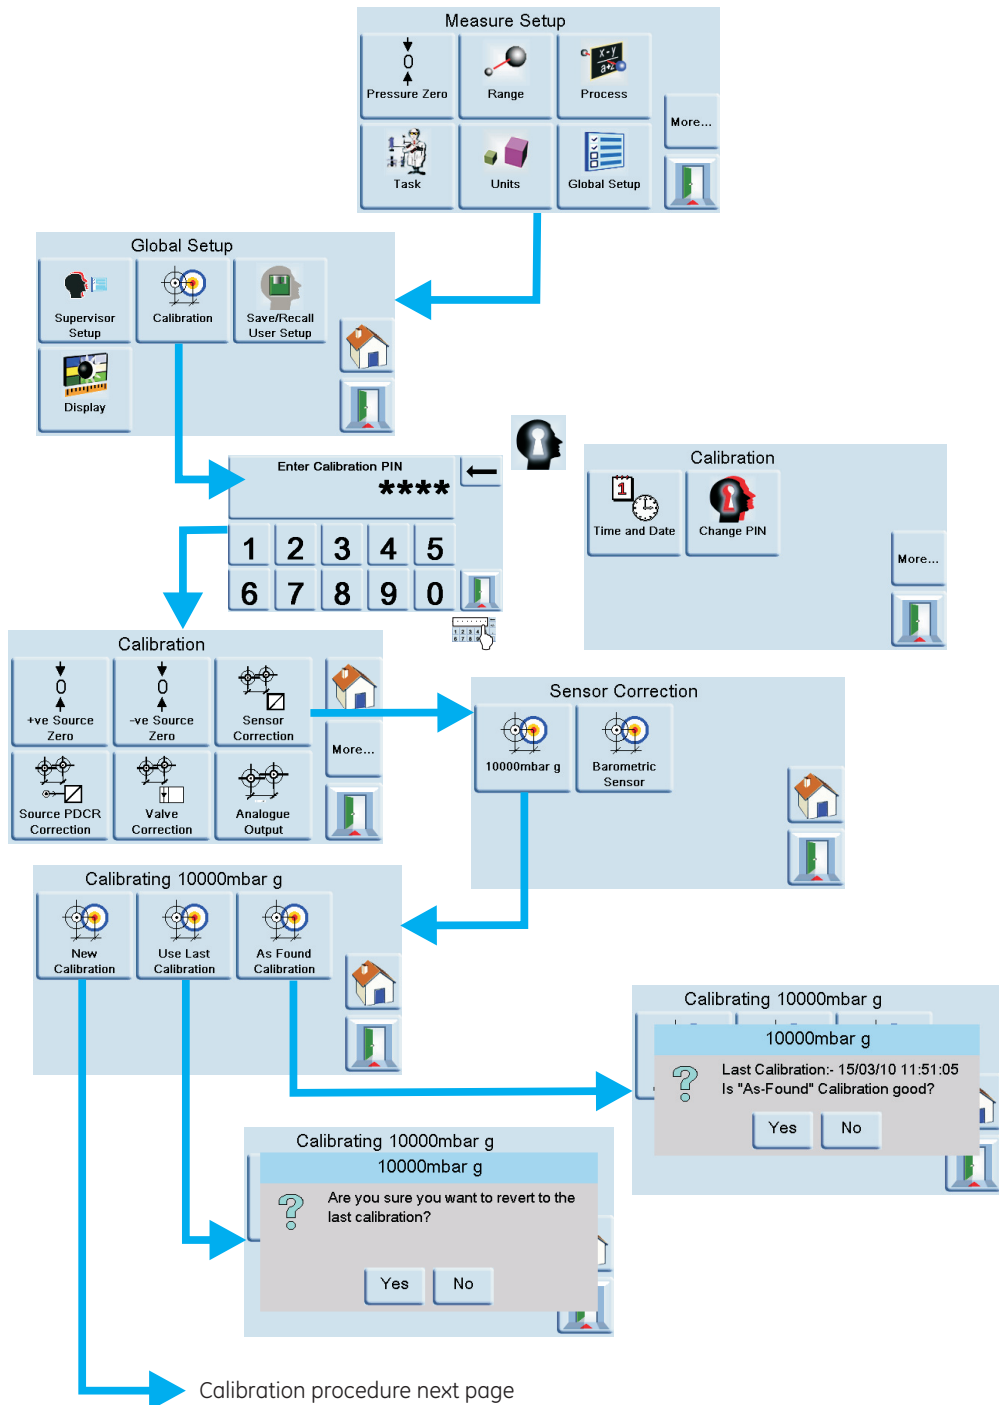 Measure Setup
0
Pressure Zero
Range
x-y
a+z
Process
More...
Task
Units
Global Setup
Global Setup
Supervisor
Setup
Calibration
Save/Recall
User Setup
Display
Enter Calibration PIN
****
1 2 3 4 5
6 7 8 9 0
Calibration
1
Time and Date
Change PIN
More...
Calibration
0
+ve Source
Zero
0
-ve Source
Zero
Sensor
Correction
More...
Source PDCR
Correction
Valve
Correction
Analogue
Output
Sensor Correction
10000mbar g
Barometric
Sensor
Calibrating 10000mbar g
New
Calibration
Use Last
Calibration
As Found
Calibration
Calibrating 10000mbar g
10000mbar g
Last Calibration:- 15/03/10 11:51:05
Is "As-Found" Calibration good?
Yes
No
Calibrating 10000mbar g
10000mbar g
Are you sure you want to revert to the
last calibration?
Yes
No
Calibration procedure next page